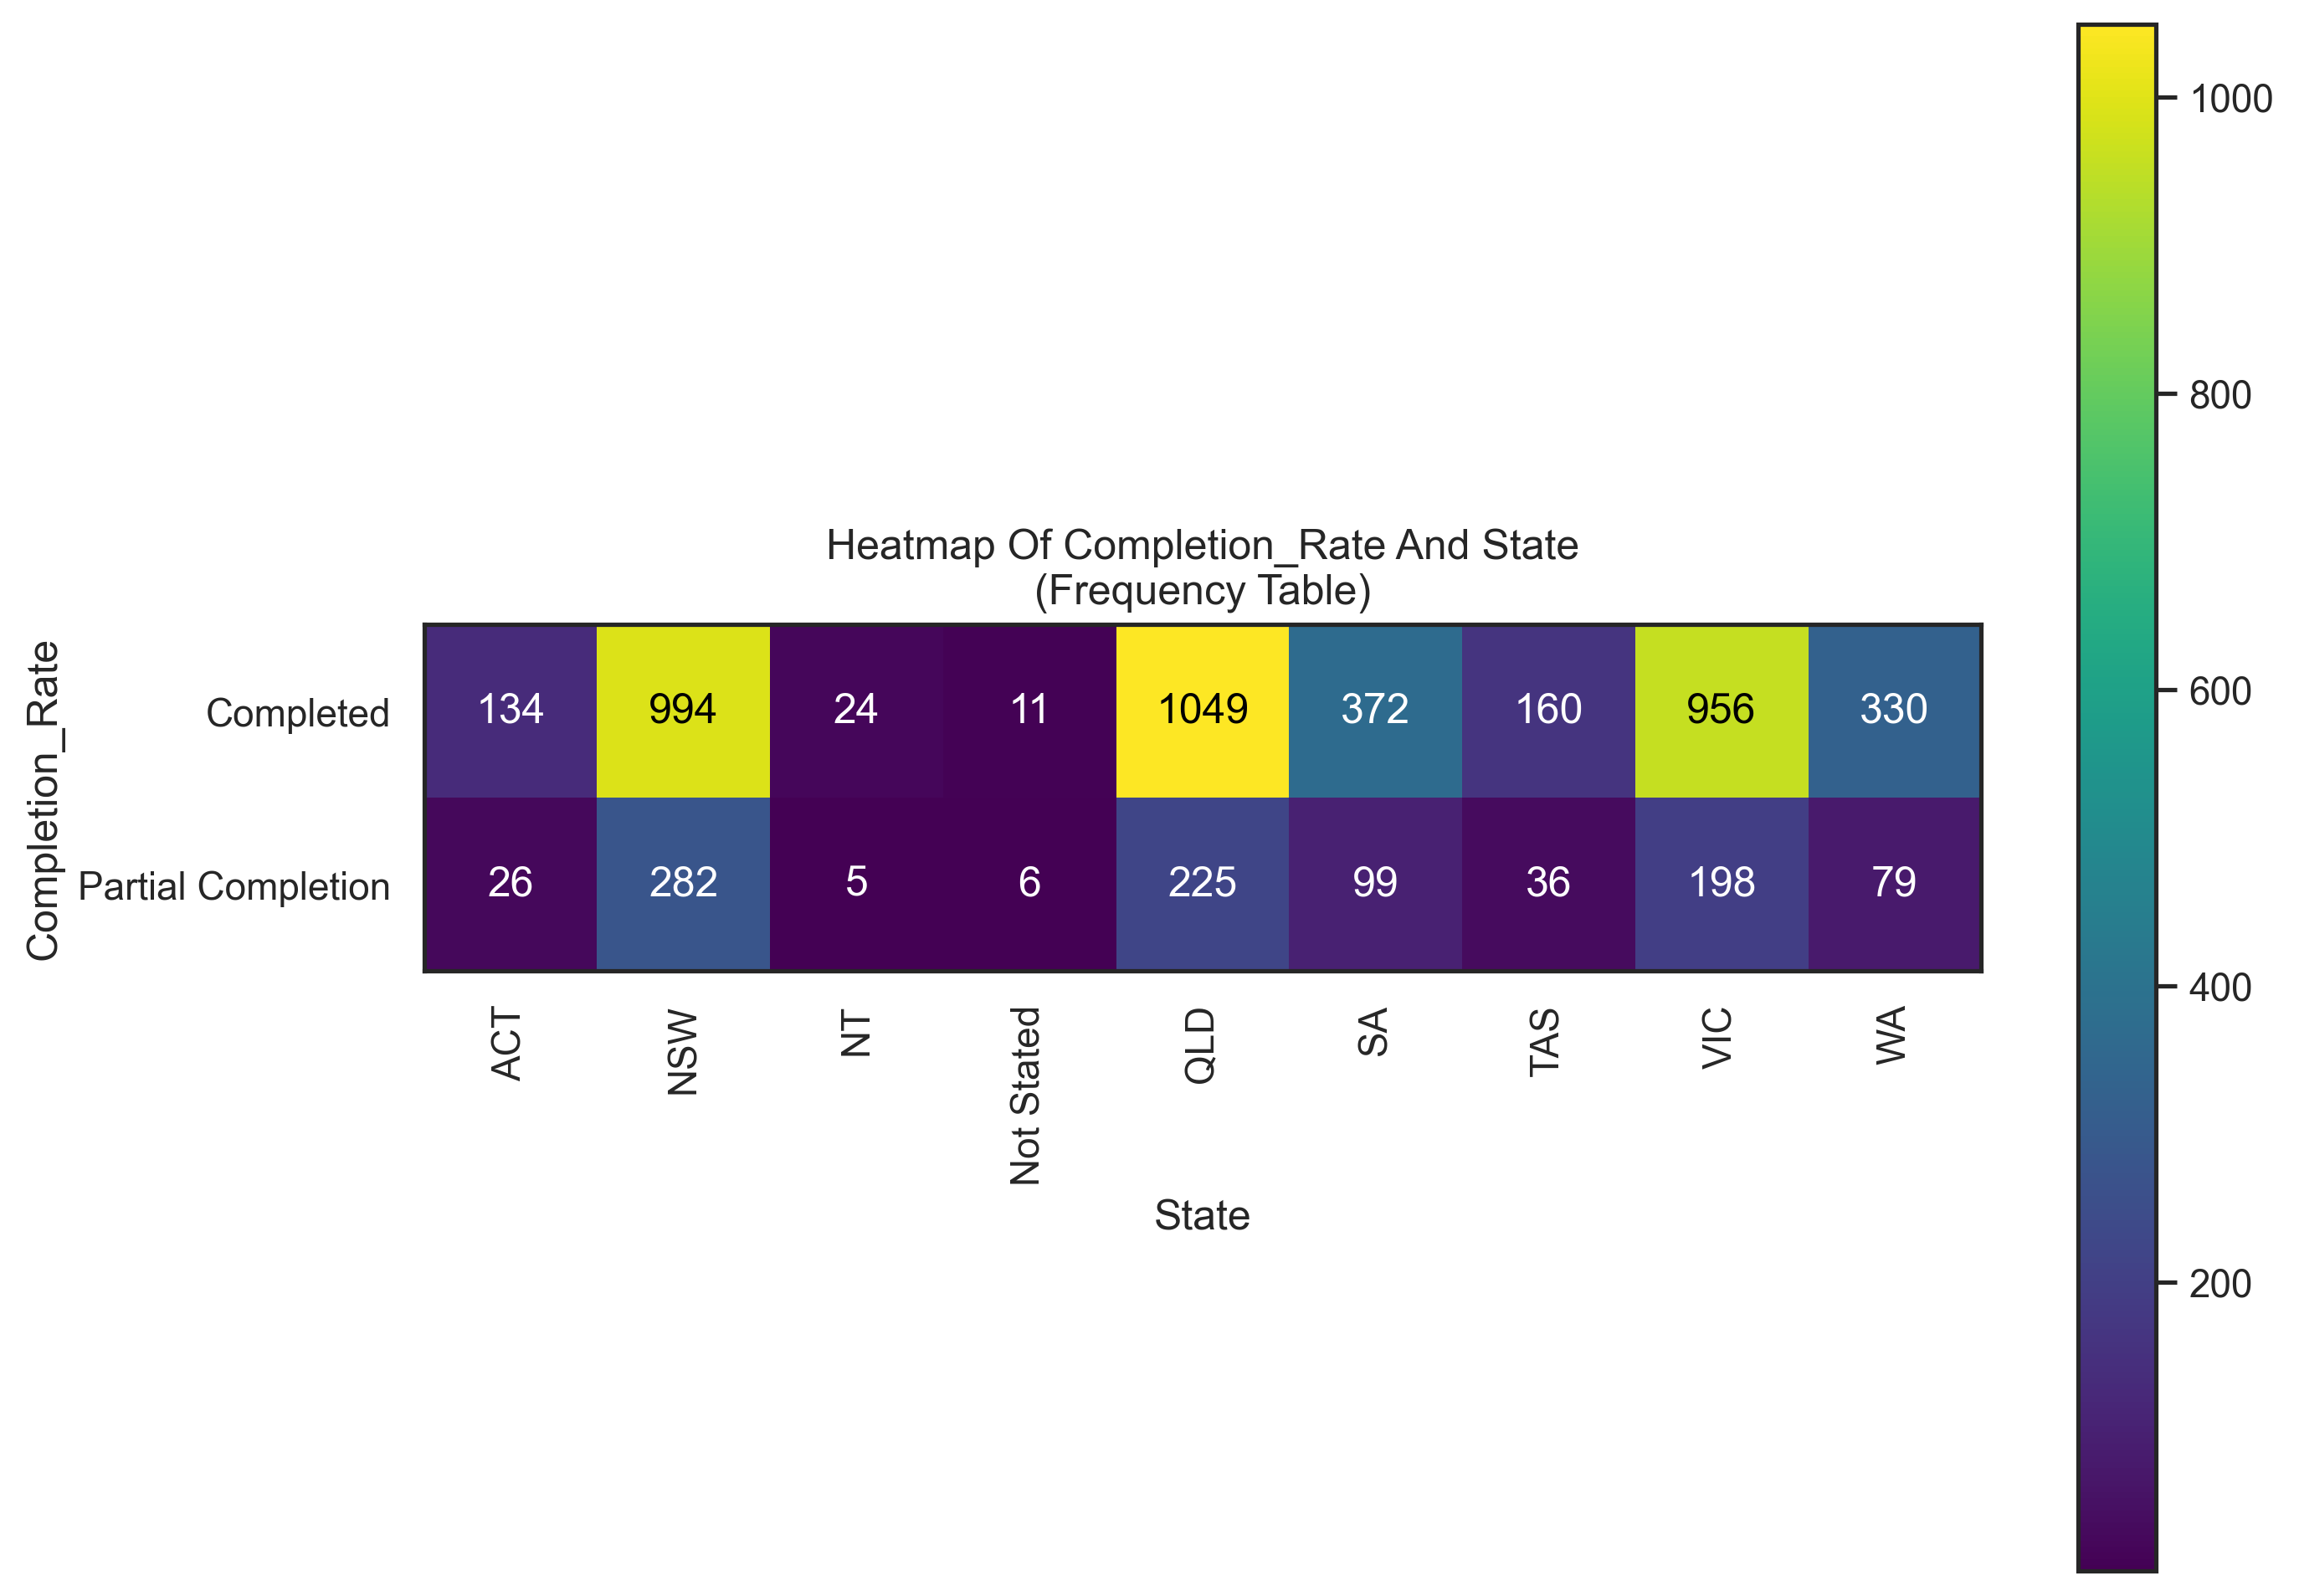 Heatmap Of Completion_Rate And State
(Frequency Table)
Completion_Rate
Completed 134 994 24 11 1049 372 160 956 330
Partial Completion 26 282 5 6 225 99 36 198 79
ACT NSW NT Not Stated QLD SA TAS VIC WA
State
1000
800
600
400
200